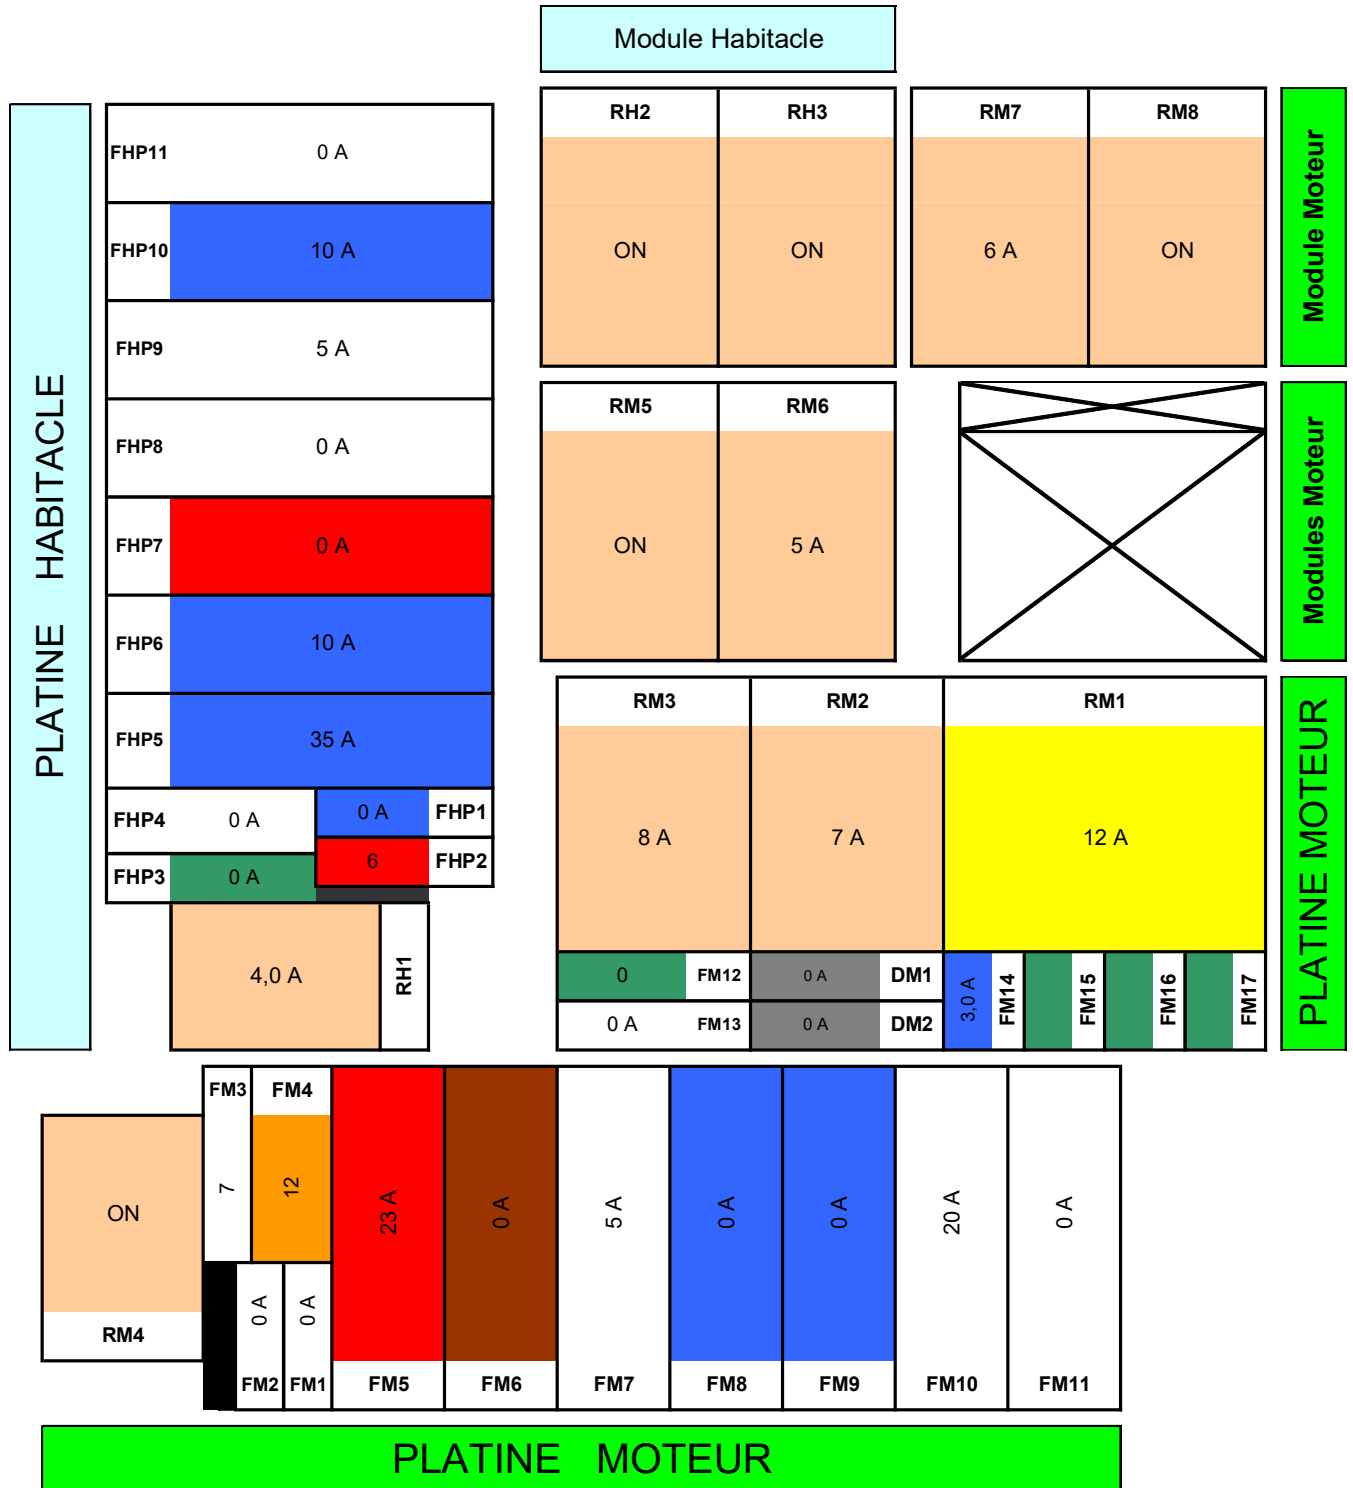 Module Habitacle
PLATINE HABITACLE
FHP11 0 A
FHP10 10 A
FHP9 5 A
FHP8 0 A
FHP7 0 A
FHP6 10 A
FHP5 35 A
FHP4 0 A
0 A FHP1
6 FHP2
FHP3 0 A
4,0 A RH1
RH2 RH3 RM7 RM8
ON ON 6 A ON
Module Moteur
RM5 RM6
ON 5 A
Modules Moteur
RM3 RM2 RM1
8 A 7 A 12 A
0 FM12 0 A DM1
0 A FM13 0 A DM2
3,0 A FM14 FM15 FM16 FM17
PLATINE MOTEUR
ON
RM4
FM3 FM4
7 12
0 A 0 A
FM2 FM1
23 A 0 A 5 A 0 A 0 A 20 A 0 A
FM5 FM6 FM7 FM8 FM9 FM10 FM11
PLATINE MOTEUR